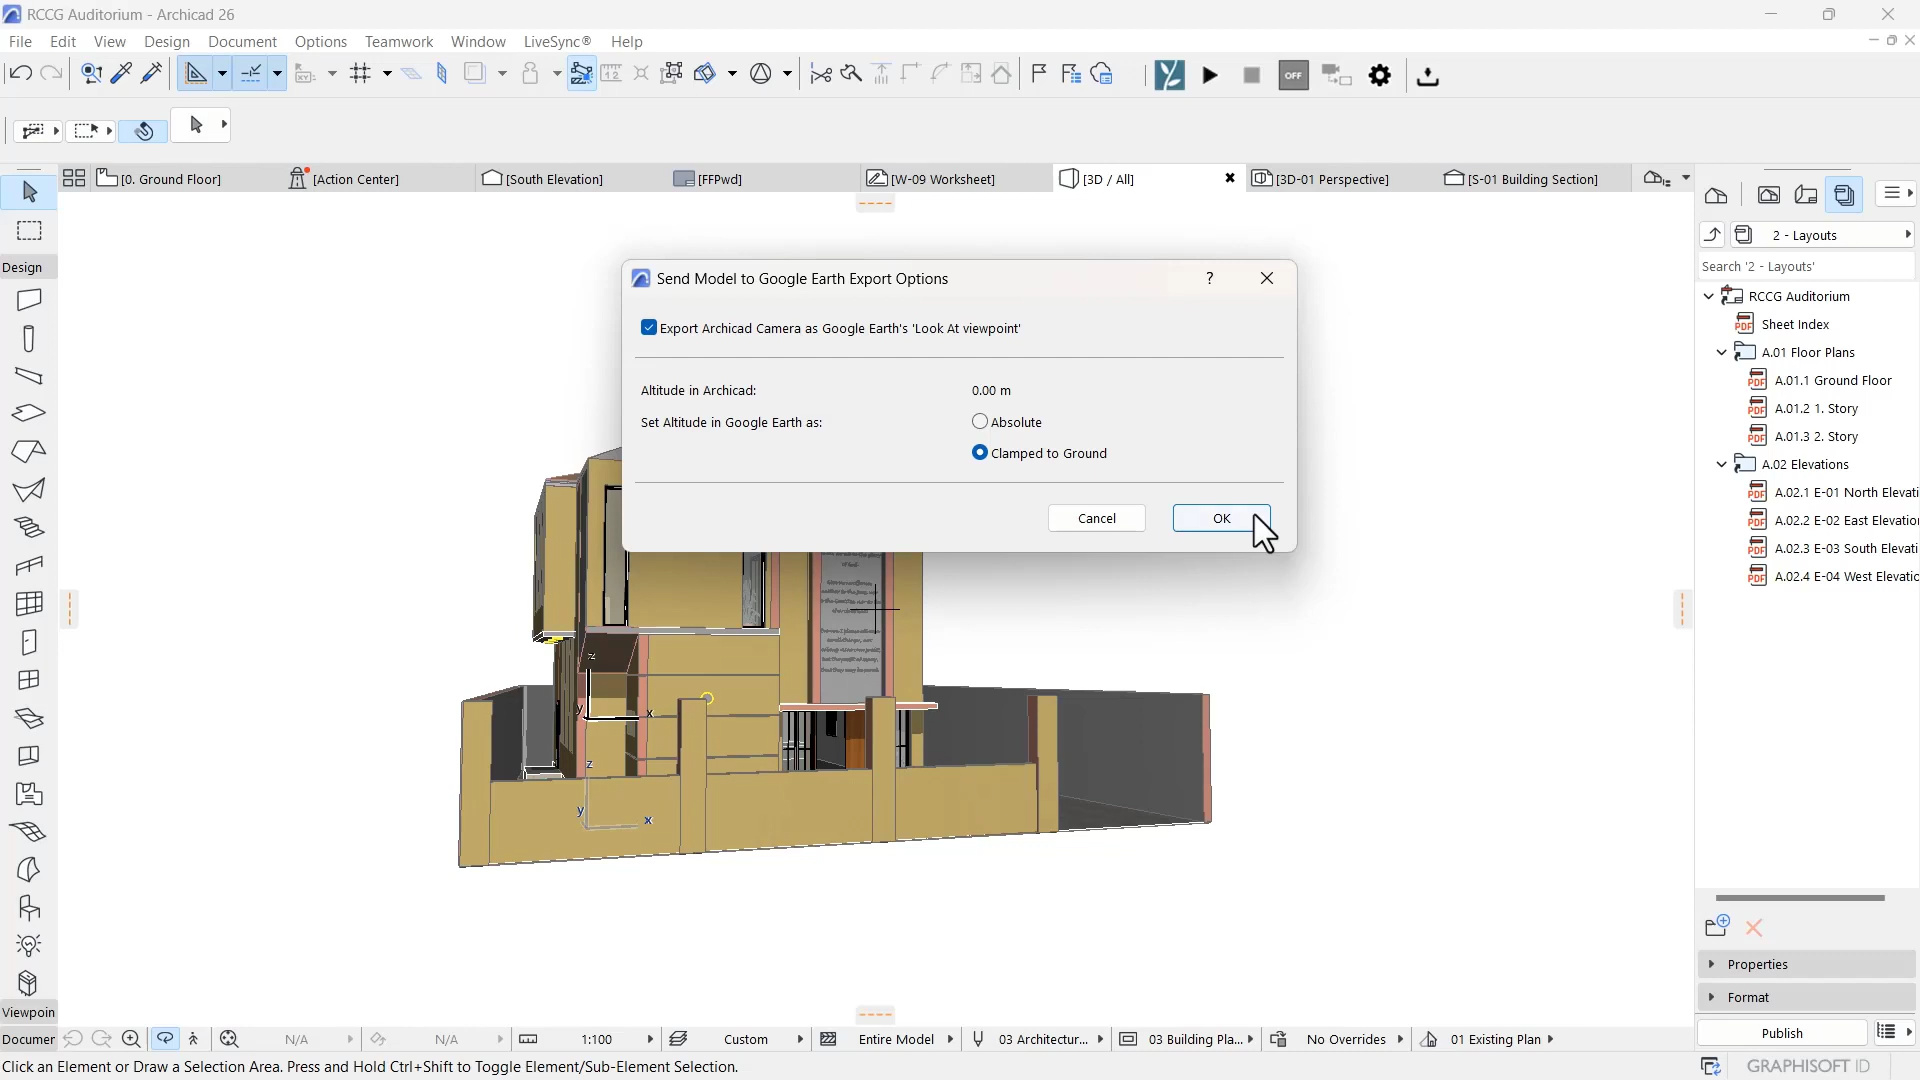 RCCG Auditorium - Archicad 26
File Edit View Design Document Options Teamwork Window LiveSync® Help
OFF
[0. Ground Floor] [Action Center] [South Elevation] [FFPwd] [W-09 Worksheet] [3D / All] [3D-01 Perspective] [S-01 Building Section]
2 - Layouts
Search '2 - Layouts'
Design
Send Model to Google Earth Export Options
?
Export Archicad Camera as Google Earth's 'Look At viewpoint'
Altitude in Archicad: 0.00 m
Set Altitude in Google Earth as: Absolute
Clamped to Ground
Cancel OK
RCCG Auditorium
Sheet Index
A.01 Floor Plans
A.01.1 Ground Floor
A.01.2 1. Story
A.01.3 2. Story
A.02 Elevations
A.02.1 E-01 North Elevati
A.02.2 E-02 East Elevatio
A.02.3 E-03 South Elevati
A.02.4 E-04 West Elevatic
z
y x
z
y x
Properties
Format
Publish
Viewpoin
Documer
N/A N/A 1:100 Custom Entire Model 03 Architectur... 03 Building Pla... No Overrides 01 Existing Plan
Click an Element or Draw a Selection Area. Press and Hold Ctrl+Shift to Toggle Element/Sub-Element Selection.
GRAPHISOFT ID